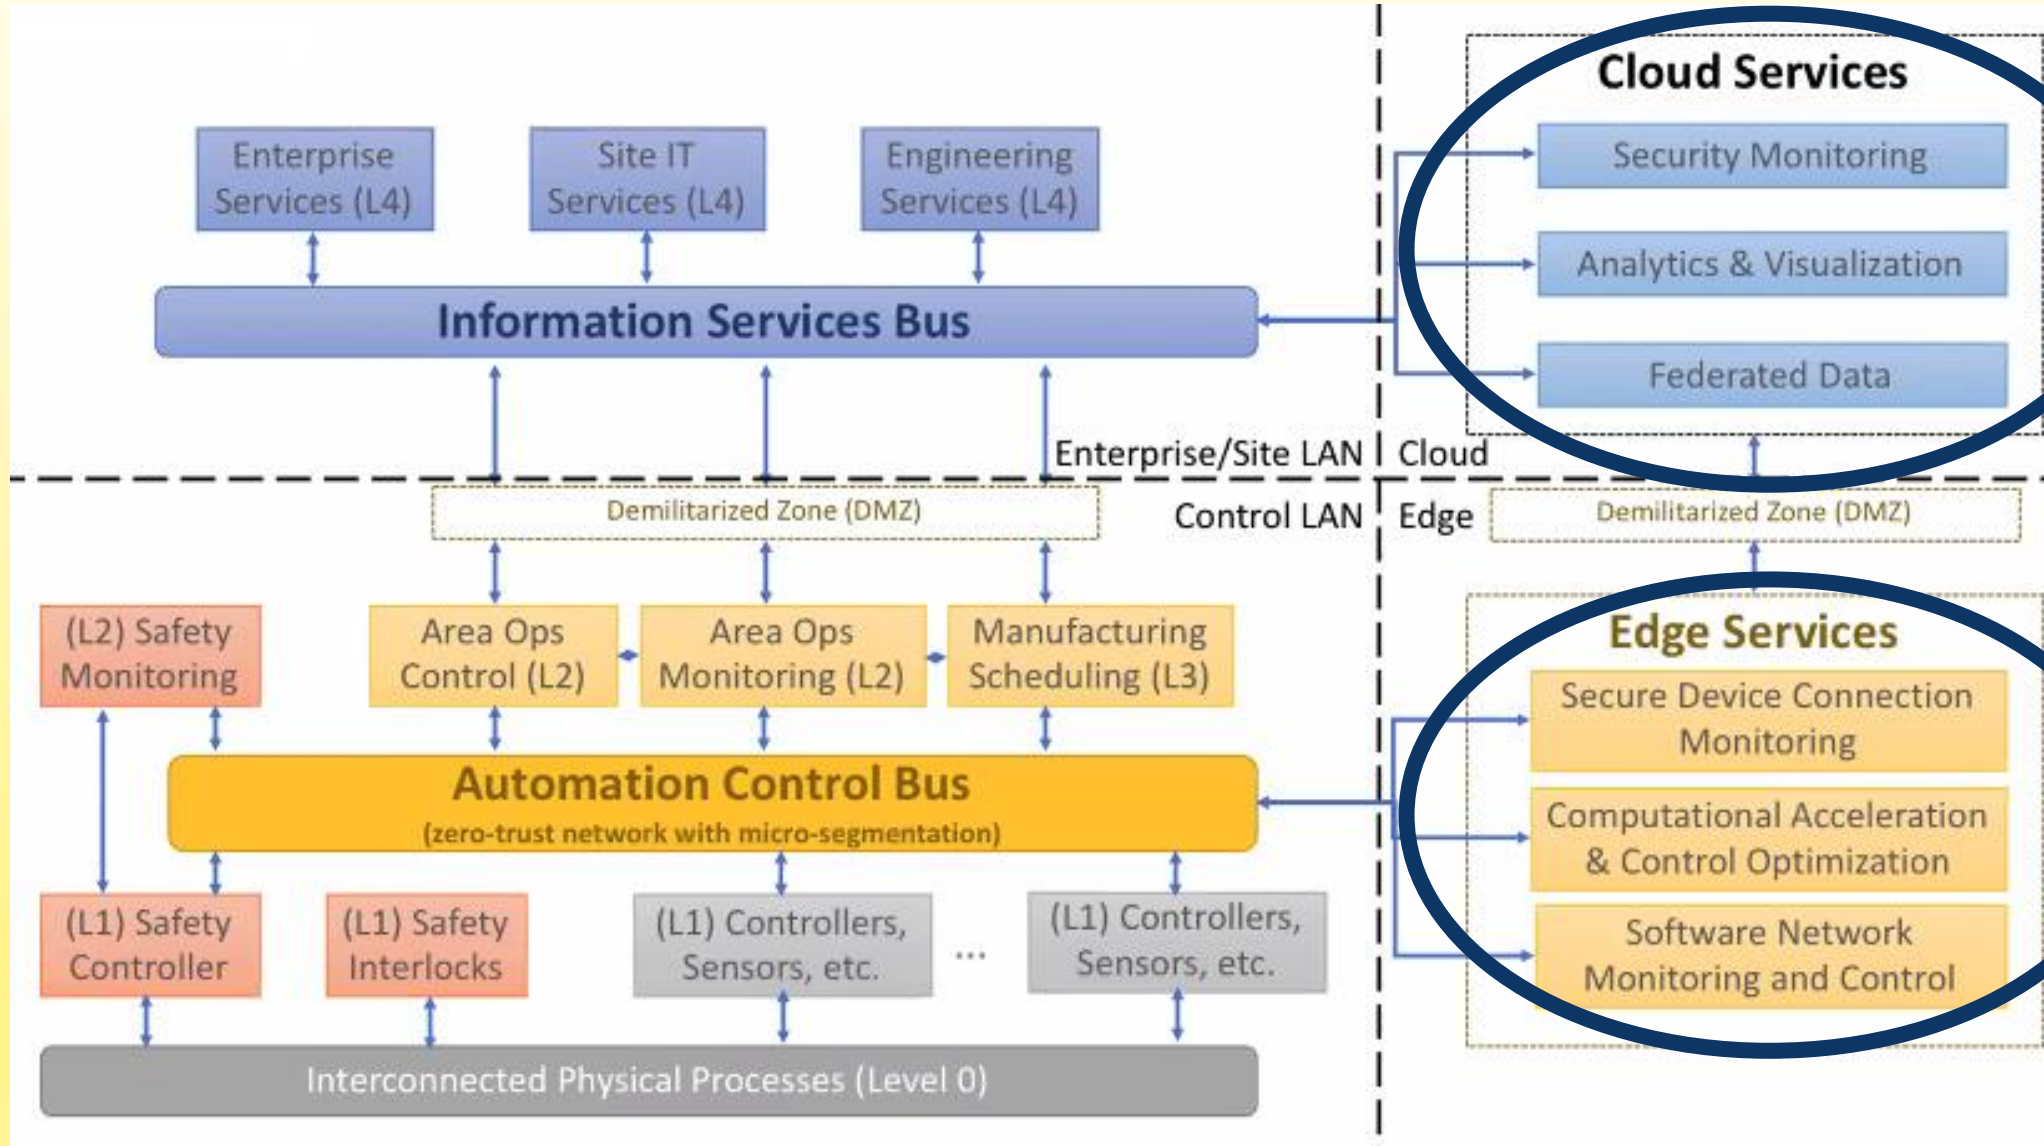 Cloud Services
Security Monitoring
Analytics & Visualization
Federated Data
Enterprise
Services (L4)
Site IT
Services (L4)
Engineering
Services (L4)
Information Services Bus
Enterprise/Site LAN
Cloud
Demilitarized Zone (DMZ)
Control LAN
Edge
Demilitarized Zone (DMZ)
(L2) Safety
Monitoring
Area Ops
Control (L2)
Area Ops
Monitoring (L2)
Manufacturing
Scheduling (L3)
Edge Services
Secure Device Connection
Monitoring
Computational Acceleration
& Control Optimization
Software Network
Monitoring and Control
Automation Control Bus
(zero-trust network with micro-segmentation)
(L1) Safety
Controller
(L1) Safety
Interlocks
(L1) Controllers,
Sensors, etc.
...
(L1) Controllers,
Sensors, etc.
Interconnected Physical Processes (Level 0)